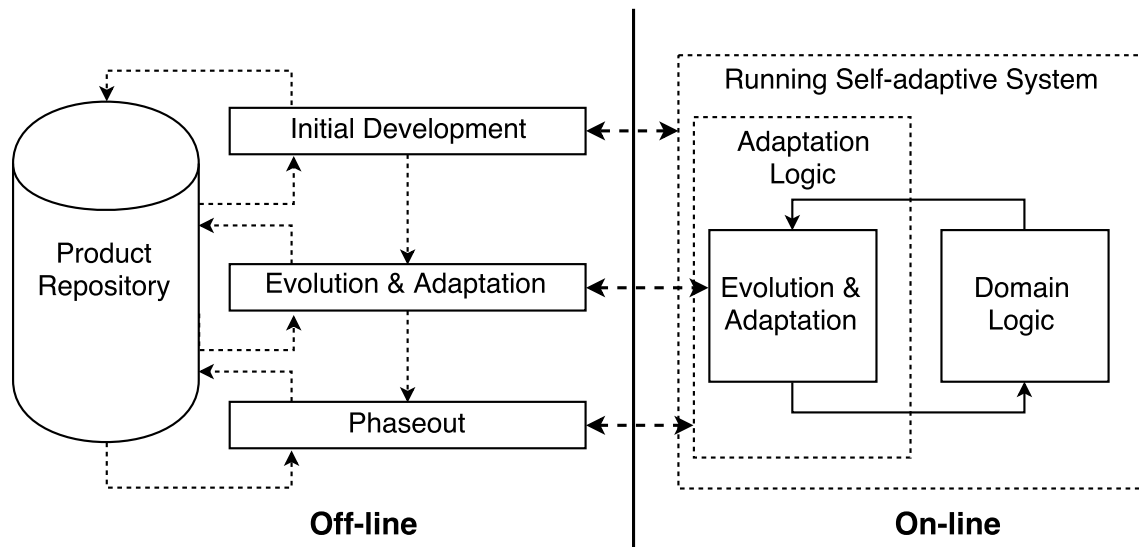 Product
Repository
Initial Development
Evolution & Adaptation
Phaseout
Off-line
Running Self-adaptive System
Adaptation
Logic
Evolution &
Adaptation
Domain
Logic
On-line